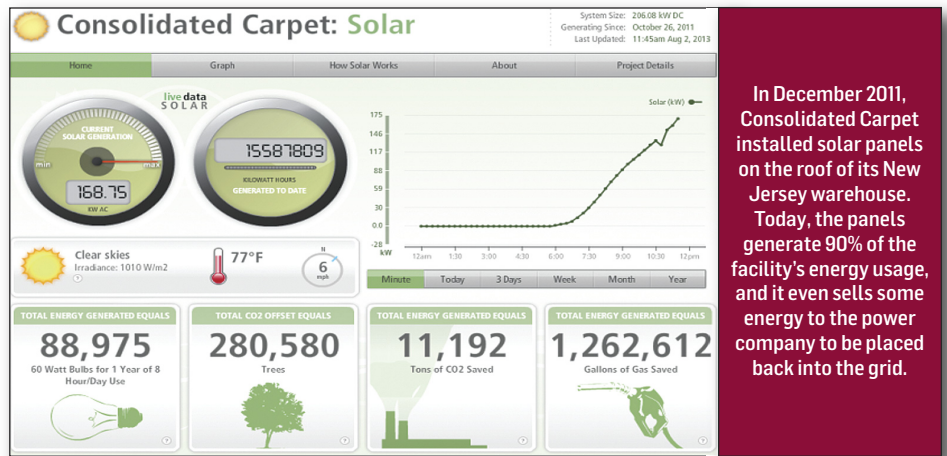 Consolidated Carpet: Solar
System Size: 206.08 kW DC
Generating Since: October 26, 2011
Last Updated: 11:45am Aug 2, 2013
Home
Graph
How Solar Works
About
Project Details
live data
SOLAR
CURRENT
SOLAR GENERATION
min
max
168.75
KW AC
15587809
KILOWATT HOURS
GENERATED TO DATE
Solar (kW)
175
146
117
88
59
30
0.0
-28
kW
12am
1:30
3:00
4:30
6:00
7:30
9:00
10:30
12pm
Clear skies
Irradiance: 1010 W/m2
?
77°F
N
6
mph
Minute
Today
3 Days
Week
Month
Year
TOTAL ENERGY GENERATED EQUALS
88,975
60 Watt Bulbs for 1 Year of 8
Hour/Day Use
?
TOTAL CO2 OFFSET EQUALS
280,580
Trees
?
TOTAL ENERGY GENERATED EQUALS
11,192
Tons of CO2 Saved
?
TOTAL ENERGY GENERATED EQUALS
1,262,612
Gallons of Gas Saved
?
In December 2011,
Consolidated Carpet
installed solar panels
on the roof of its New
Jersey warehouse.
Today, the panels
generate 90% of the
facility's energy usage,
and it even sells some
energy to the power
company to be placed
back into the grid.